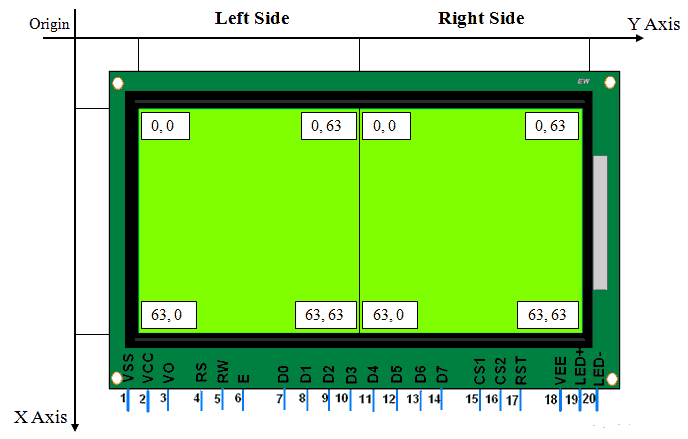 Left Side Right Side
Origin
Y Axis
EW
0, 0 0, 63 0, 0 0, 63
63, 0 63, 63 63, 0 63, 63
VSS VCC VO RS RW E D0 D1 D2 D3 D4 D5 D6 D7 CS1 CS2 RST VEE LED+ LED-
1 2 3 4 5 6 7 8 9 10 11 12 13 14 15 16 17 18 19 20
X Axis